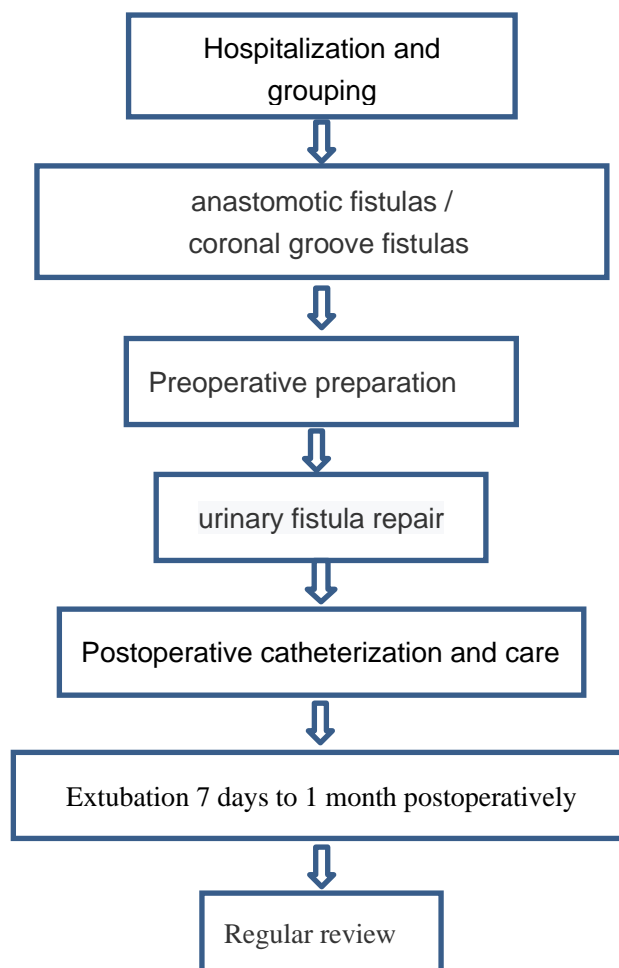 Hospitalization and
grouping
anastomotic fistulas /
coronal groove fistulas
Preoperative preparation
urinary fistula repair
Postoperative catheterization and care
Extubation 7 days to 1 month postoperatively
Regular review